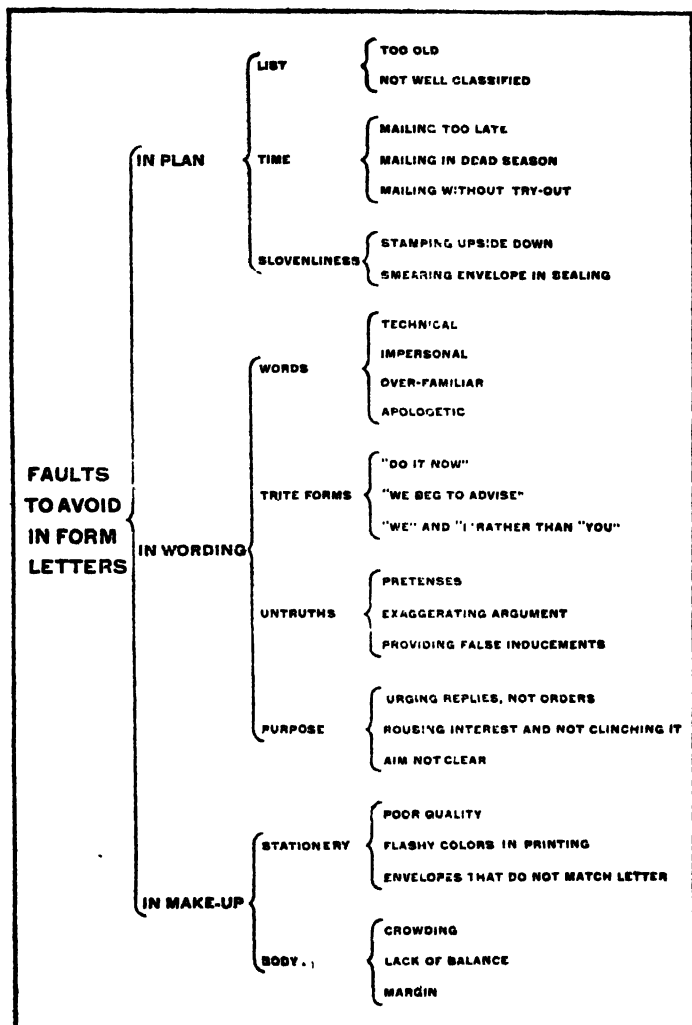 FAULTS
TO AVOID
IN FORM
LETTERS
IN PLAN
LIST
TOO OLD
NOT WELL CLASSIFIED
TIME
MAILING TOO LATE
MAILING IN DEAD SEASON
MAILING WITHOUT TRY-OUT
SLOVENLINESS
STAMPING UPSIDE DOWN
SMEARING ENVELOPE IN SEALING
IN WORDING
WORDS
TECHNICAL
IMPERSONAL
OVER-FAMILIAR
APOLOGETIC
TRITE FORMS
"DO IT NOW"
"WE BEG TO ADVISE"
"WE" AND "I" RATHER THAN "YOU"
UNTRUTHS
PRETENSES
EXAGGERATING ARGUMENT
PROVIDING FALSE INDUCEMENTS
PURPOSE
URGING REPLIES, NOT ORDERS
ROUSING INTEREST AND NOT CLINCHING IT
AIM NOT CLEAR
IN MAKE-UP
STATIONERY
POOR QUALITY
FLASHY COLORS IN PRINTING
ENVELOPES THAT DO NOT MATCH LETTER
BODY
CROWDING
LACK OF BALANCE
MARGIN